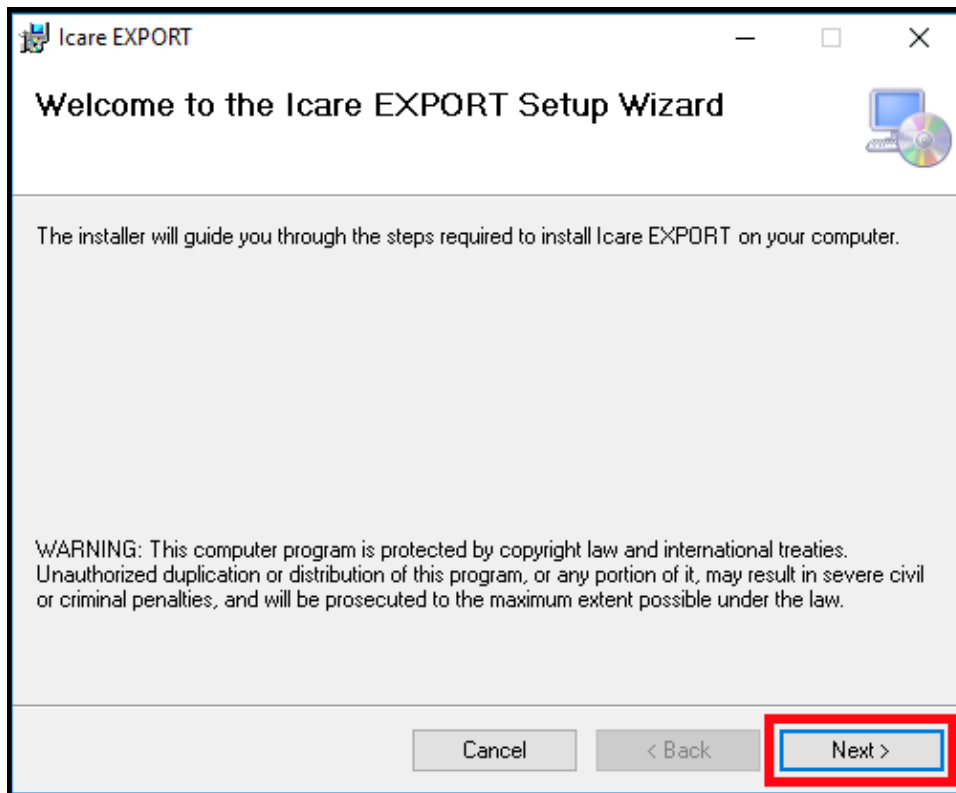 Icare EXPORT
Welcome to the Icare EXPORT Setup Wizard
The installer will guide you through the steps required to install Icare EXPORT on your computer.
WARNING: This computer program is protected by copyright law and international treaties.
Unauthorized duplication or distribution of this program, or any portion of it, may result in severe civil
or criminal penalties, and will be prosecuted to the maximum extent possible under the law.
Cancel
< Back
Next >